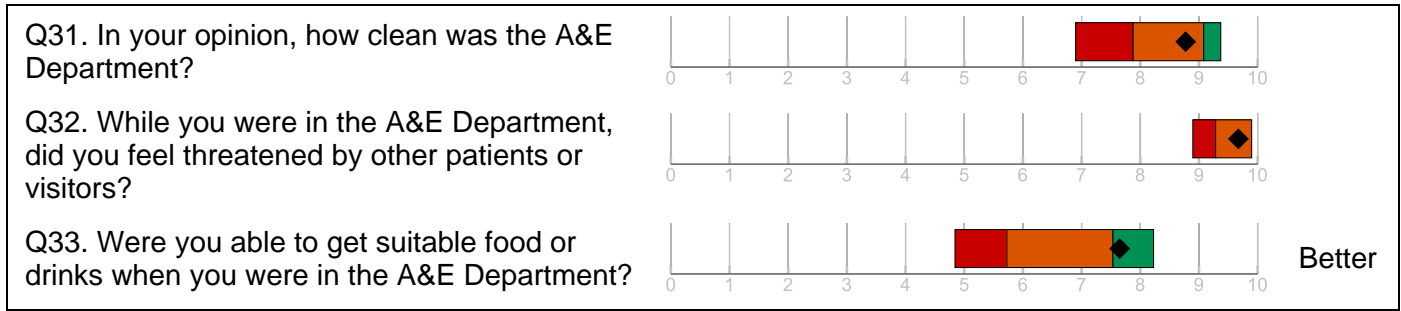 Q31. In your opinion, how clean was the A&E
Department?
0 1 2 3 4 5 6 7 8 9 10
Q32. While you were in the A&E Department,
did you feel threatened by other patients or
visitors?
0 1 2 3 4 5 6 7 8 9 10
Q33. Were you able to get suitable food or
drinks when you were in the A&E Department?
0 1 2 3 4 5 6 7 8 9 10
Better